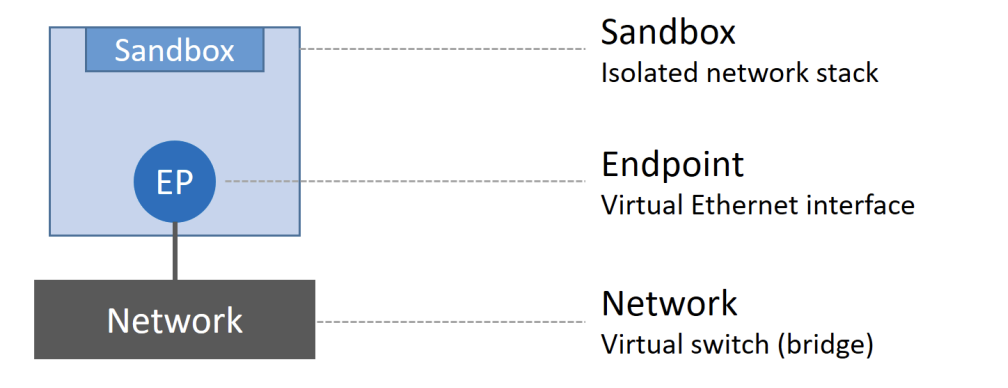 Sandbox
Sandbox
Isolated network stack
EP
Endpoint
Virtual Ethernet interface
Network
Network
Virtual switch (bridge)